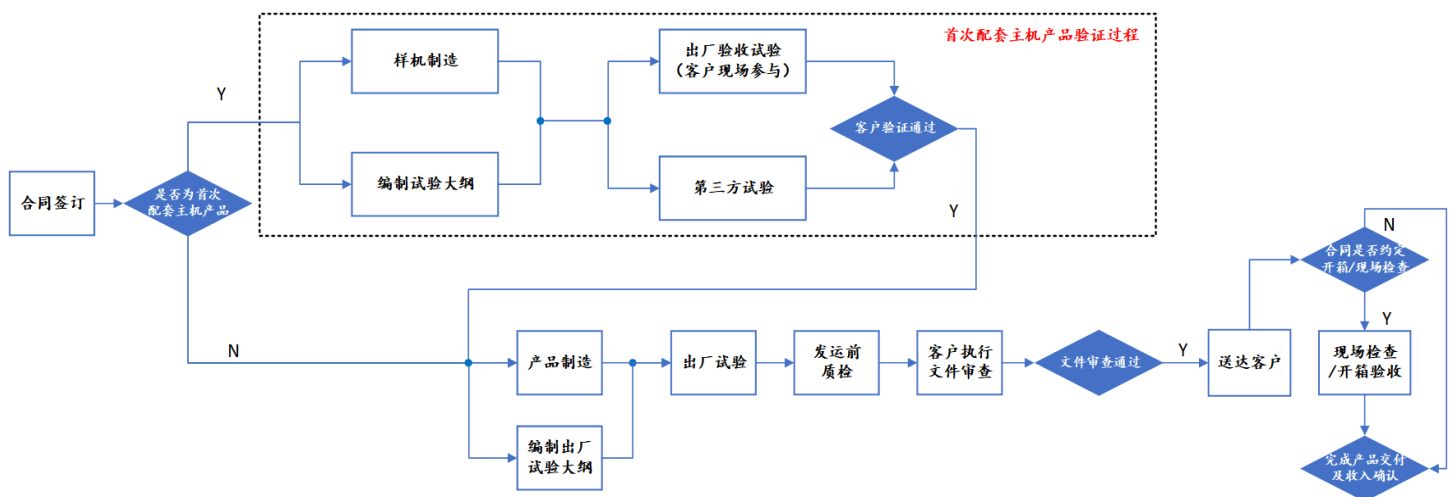 首次配套主机产品验证过程
样机制造
出厂验收试验
（客户现场参与）
Y
客户验证通过
编制试验大纲
第三方试验
合同签订
是否为首次
配套主机产品
Y
N
合同是否约定
开箱/现场检查
N
产品制造
出厂试验
发运前
质检
客户执行
文件审查
文件审查通过
Y
送达客户
Y
现场检查
/开箱验收
编制出厂
试验大纲
完成产品交付
及收入确认